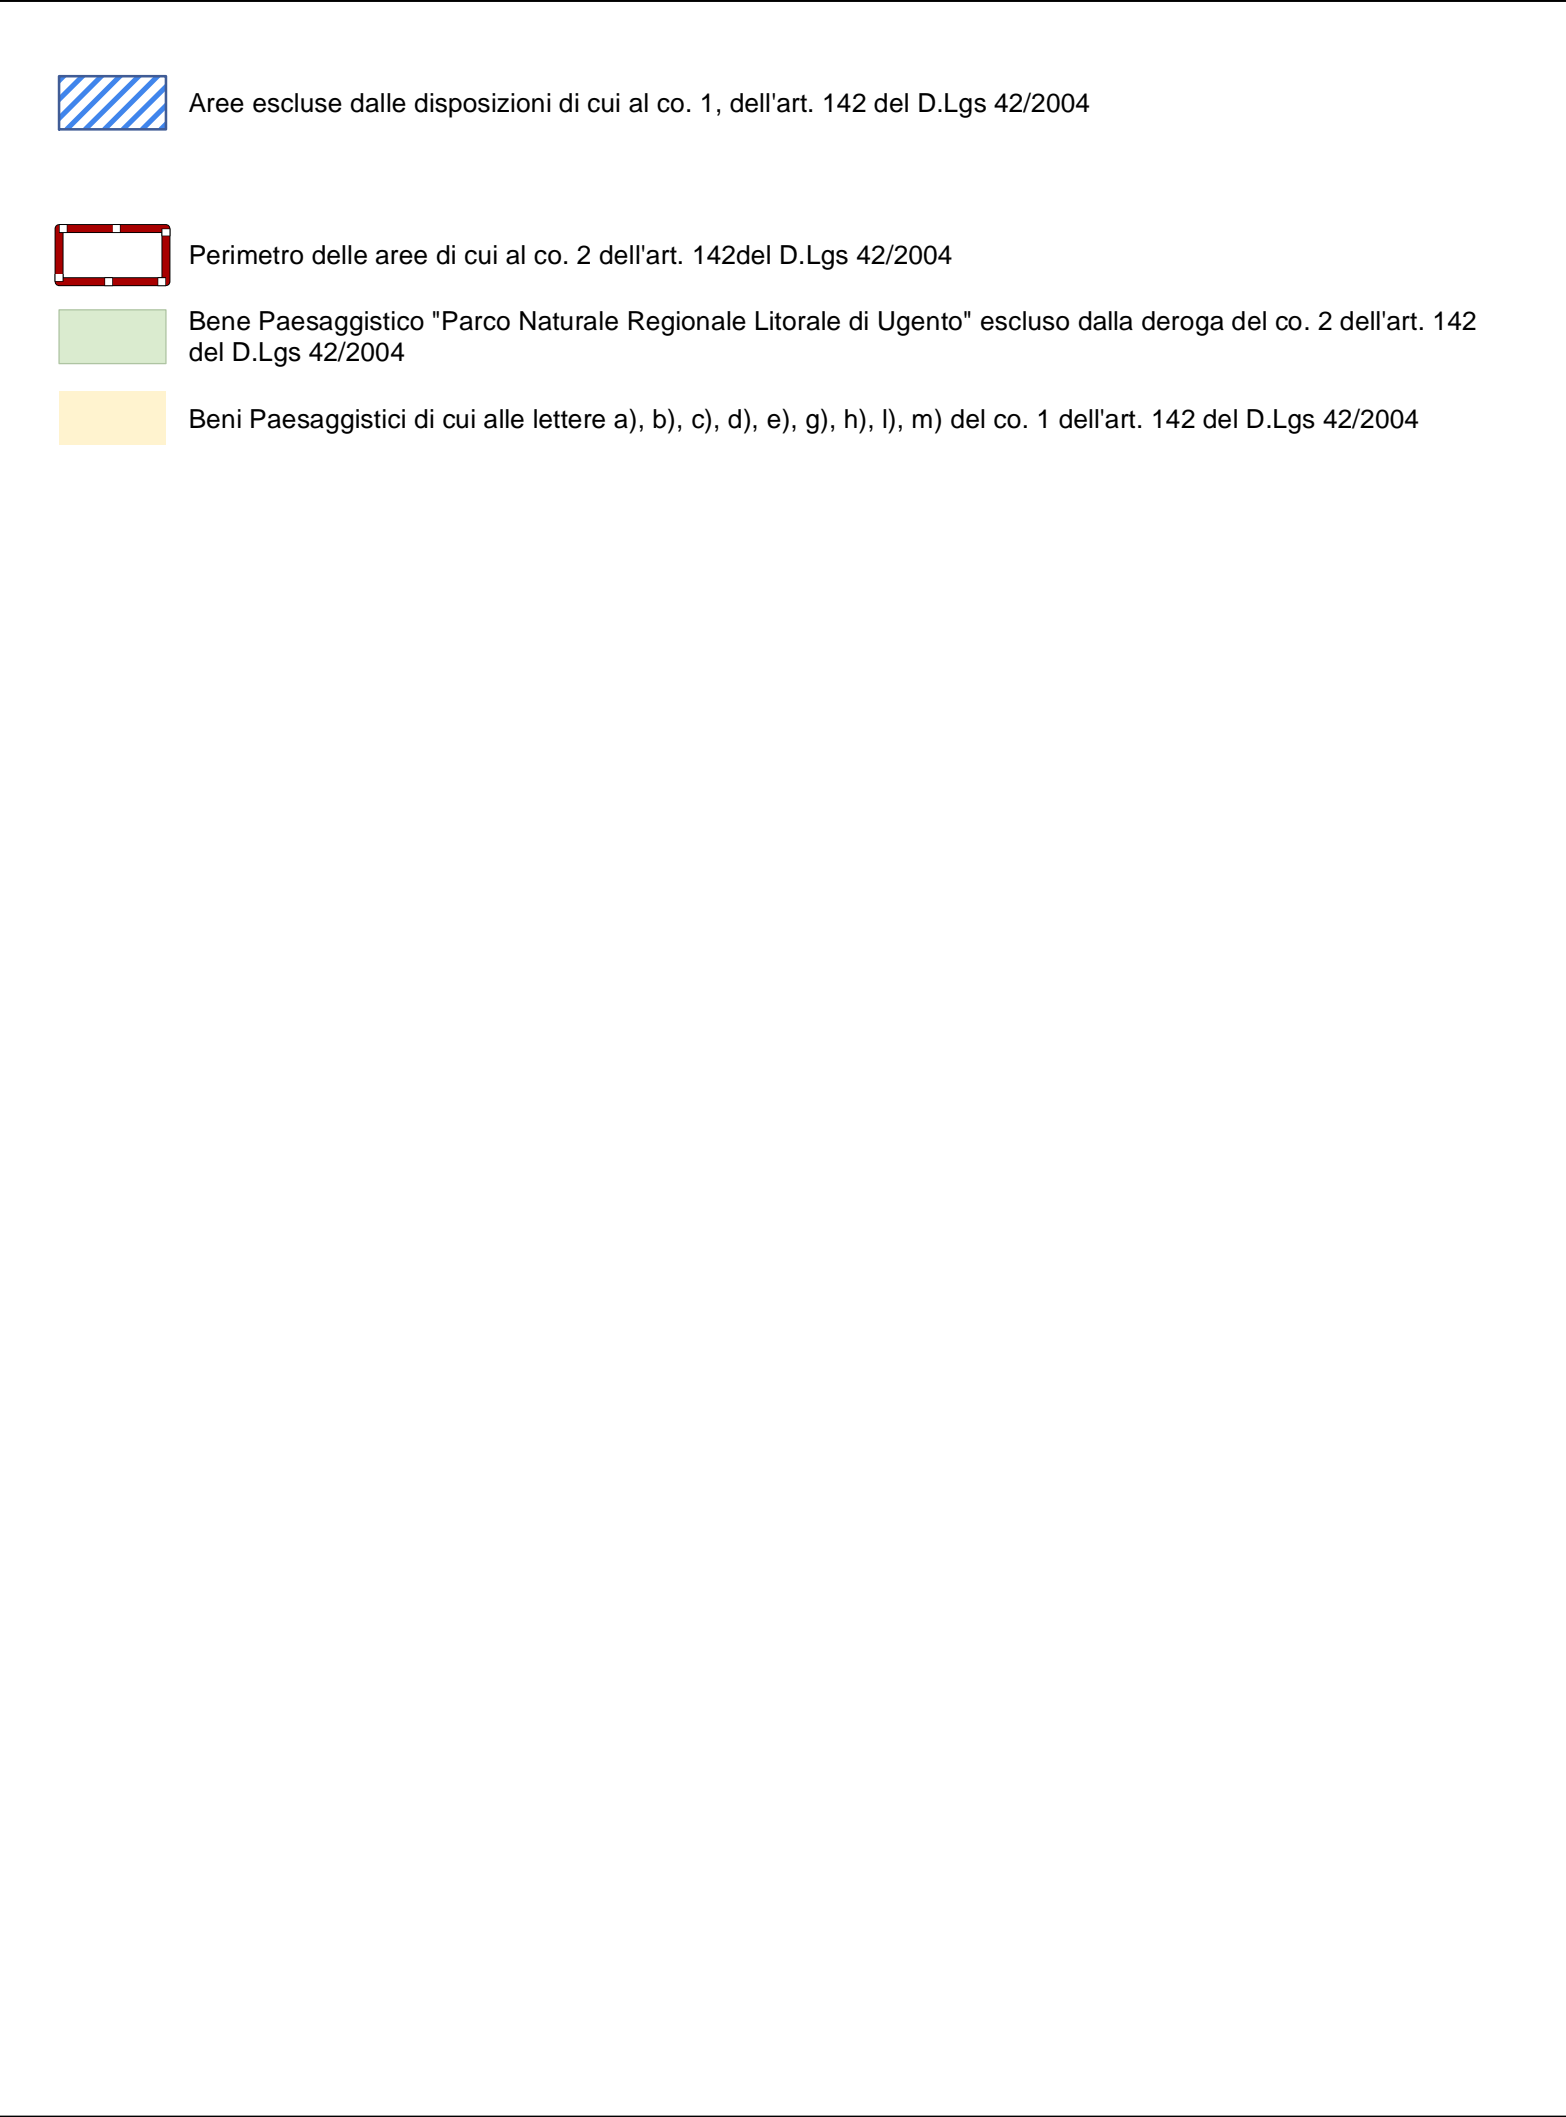 Aree escluse dalle disposizioni di cui al co. 1, dell'art. 142 del D.Lgs 42/2004
Perimetro delle aree di cui al co. 2 dell'art. 142del D.Lgs 42/2004
Bene Paesaggistico "Parco Naturale Regionale Litorale di Ugento" escluso dalla deroga del co. 2 dell'art. 142
del D.Lgs 42/2004
Beni Paesaggistici di cui alle lettere a), b), c), d), e), g), h), l), m) del co. 1 dell'art. 142 del D.Lgs 42/2004